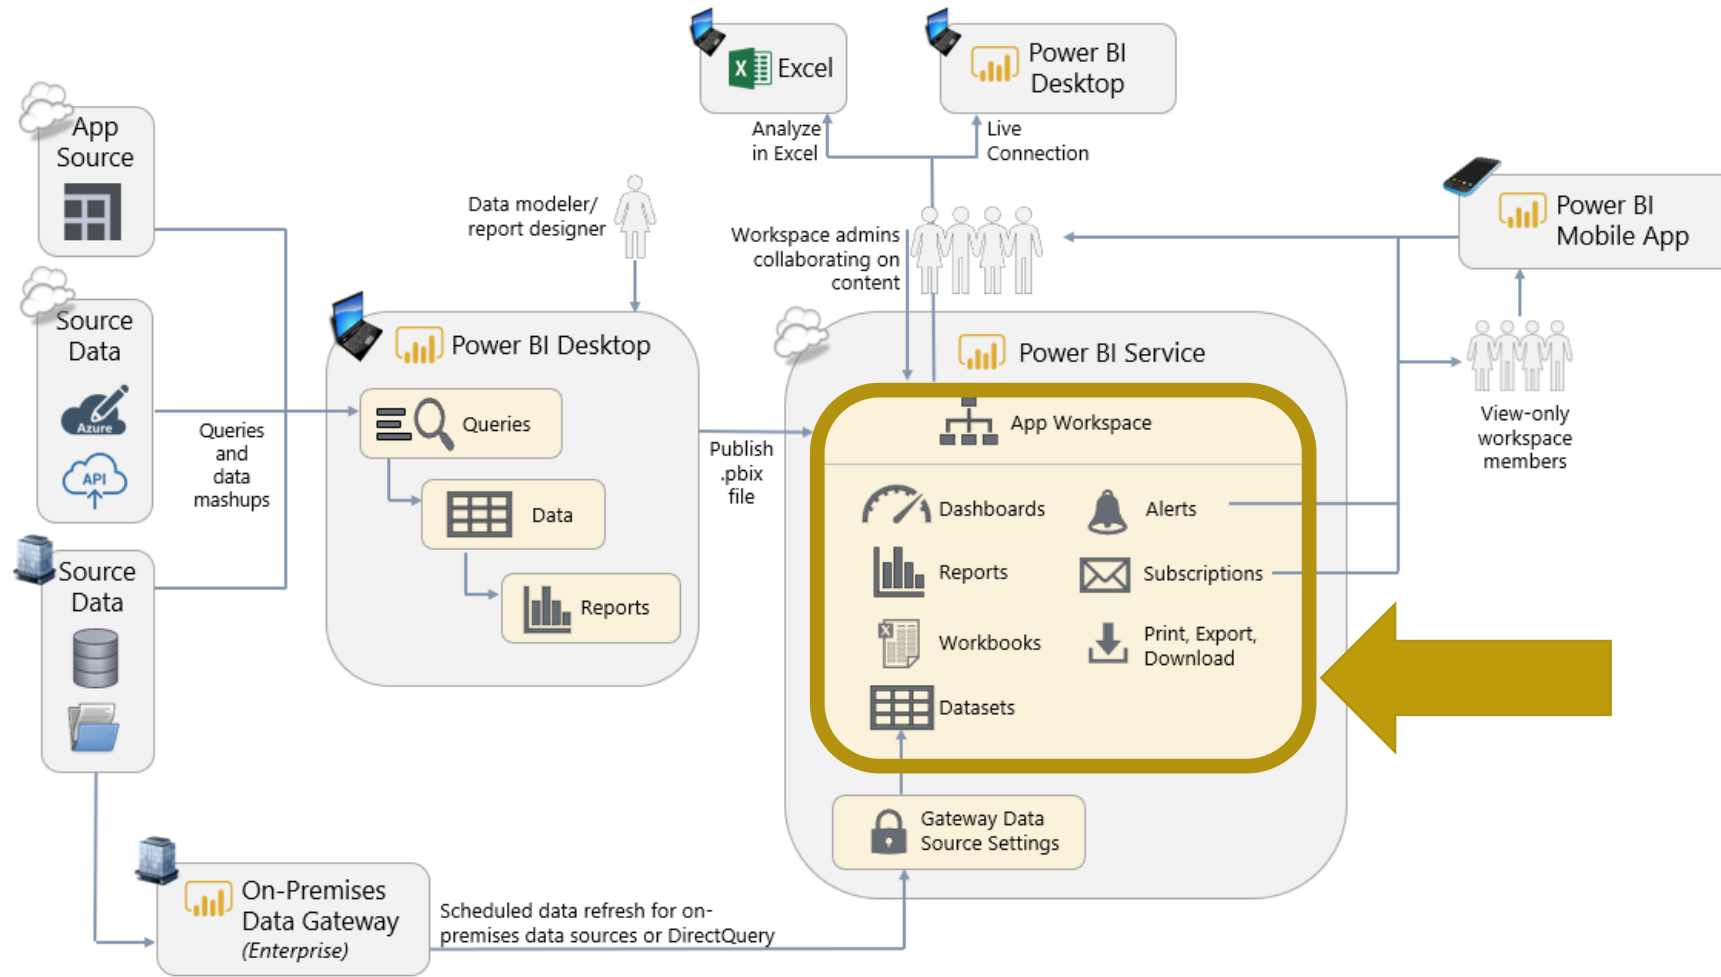 Excel
Power BI
Desktop
Analyze
in Excel
Live
Connection
App
Source
Data modeler/
report designer
Workspace admins
collaborating on
content
Power BI
Mobile App
Source
Data
Azure
API
Queries
and
data
mashups
Power BI Desktop
Queries
Data
Reports
Publish
.pbix
file
Power BI Service
App Workspace
Dashboards
Alerts
Reports
Subscriptions
X
Workbooks
Print, Export,
Download
Datasets
View-only
workspace
members
Source
Data
Gateway Data
Source Settings
On-Premises
Data Gateway
(Enterprise)
Scheduled data refresh for on-
premises data sources or DirectQuery